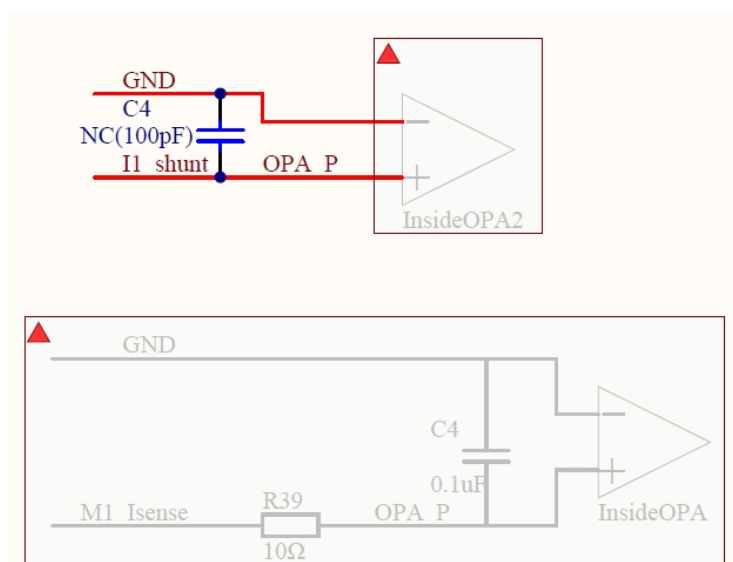 GND
C4
NC(100pF)
I1_shunt OPA_P
InsideOPA2
GND
C4
0.1uF
M1_Isense R39 OPA_P InsideOPA
10Ω